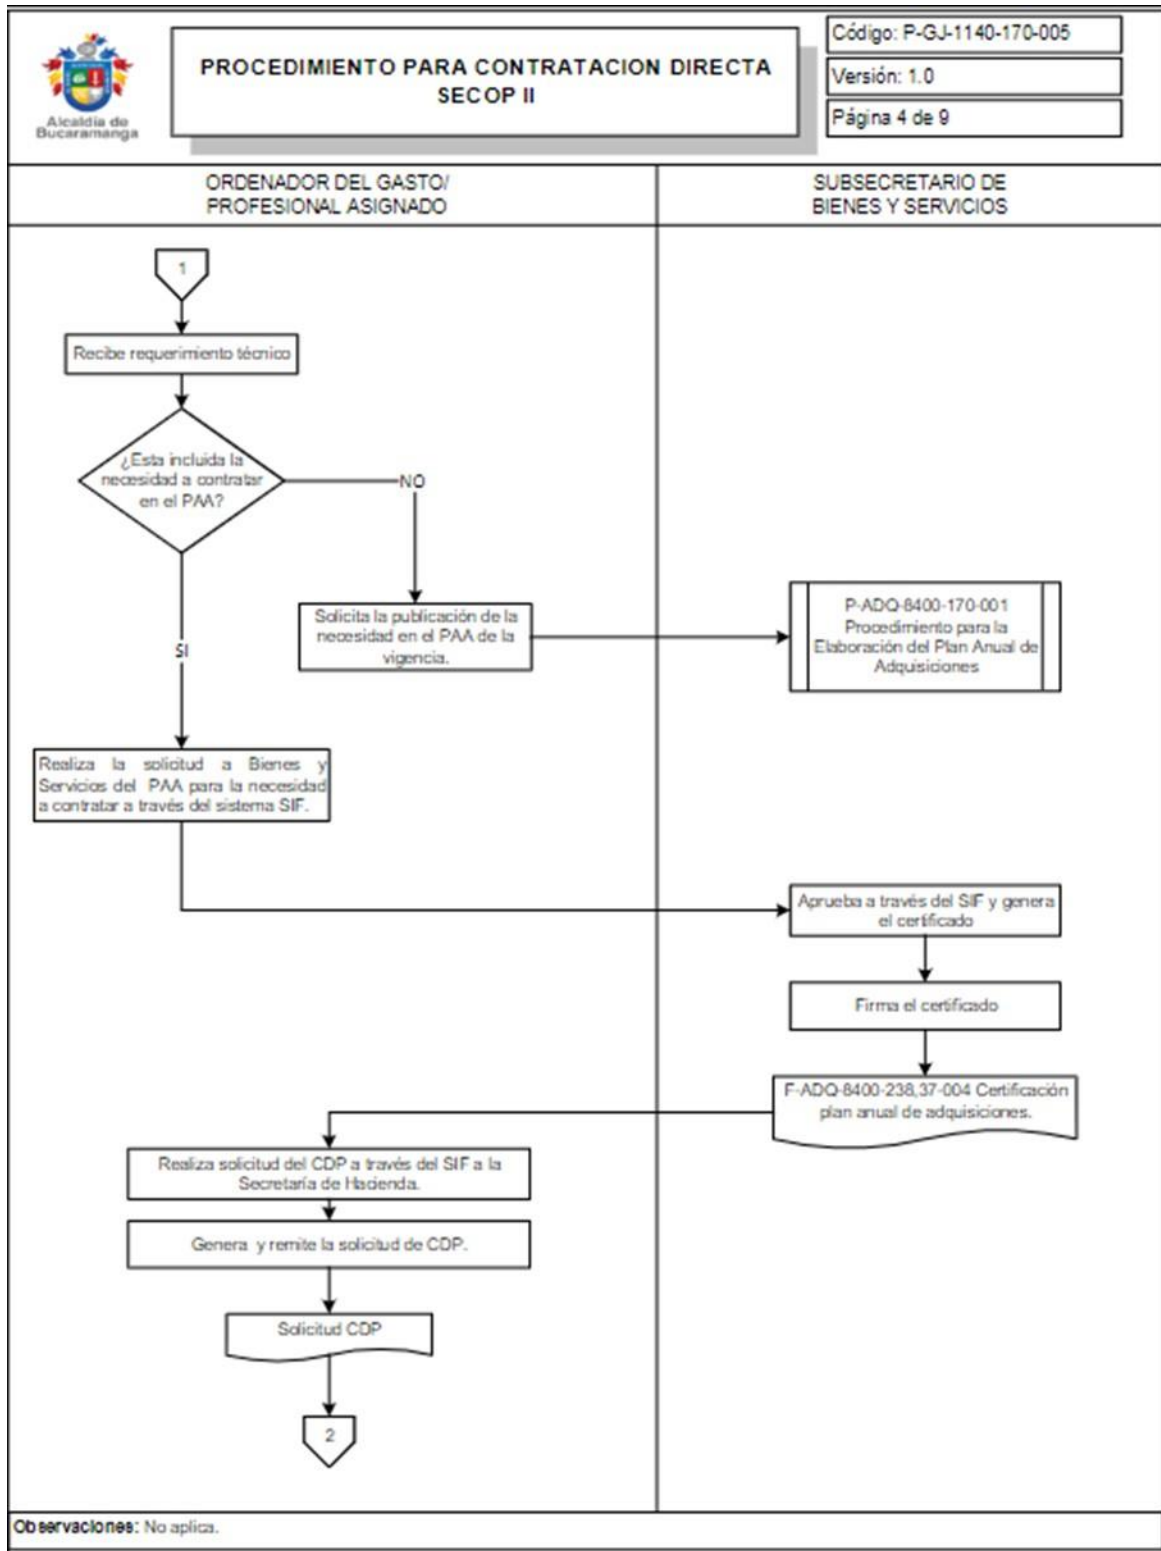 Alcaldía de
Bucaramanga
PROCEDIMIENTO PARA CONTRATACION DIRECTA
SECOP II
Código: P-GJ-1140-170-005
Versión: 1.0
Página 4 de 9
ORDENADOR DEL GASTO/
PROFESIONAL ASIGNADO
SUBSECRETARIO DE
BIENES Y SERVICIOS
1
Recibe requerimiento técnico
¿Esta incluida la
necesidad a contratar
en el PAA?
NO
Solicita la publicación de la
necesidad en el PAA de la
vigencia.
P-ADQ-8400-170-001
Procedimiento para la
Elaboración del Plan Anual de
Adquisiciones
SI
Realiza la solicitud a Bienes y
Servicios del PAA para la necesidad
a contratar a través del sistema SIF.
Aprueba a través del SIF y genera
el certificado
Firma el certificado
F-ADQ-8400-238,37-004 Certificación
plan anual de adquisiciones.
Realiza solicitud del CDP a través del SIF a la
Secretaría de Hacienda.
Genera y remite la solicitud de CDP.
Solicitud CDP
2
Observaciones: No aplica.